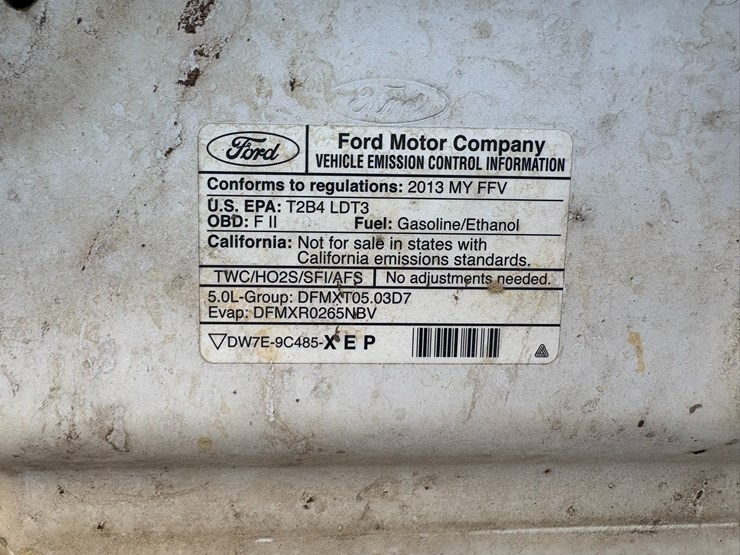 Ford
Ford
Ford Motor Company
VEHICLE EMISSION CONTROL INFORMATION
Conforms to regulations: 2013 MY FFV
U.S. EPA: T2B4 LDT3
OBD: F II Fuel: Gasoline/Ethanol
California: Not for sale in states with
California emissions standards.
TWC/HO2S/SFI/AFS No adjustments needed.
5.0L-Group: DFMXT05.03D7
Evap: DFMXR0265NBV
DW7E-9C485-X E P